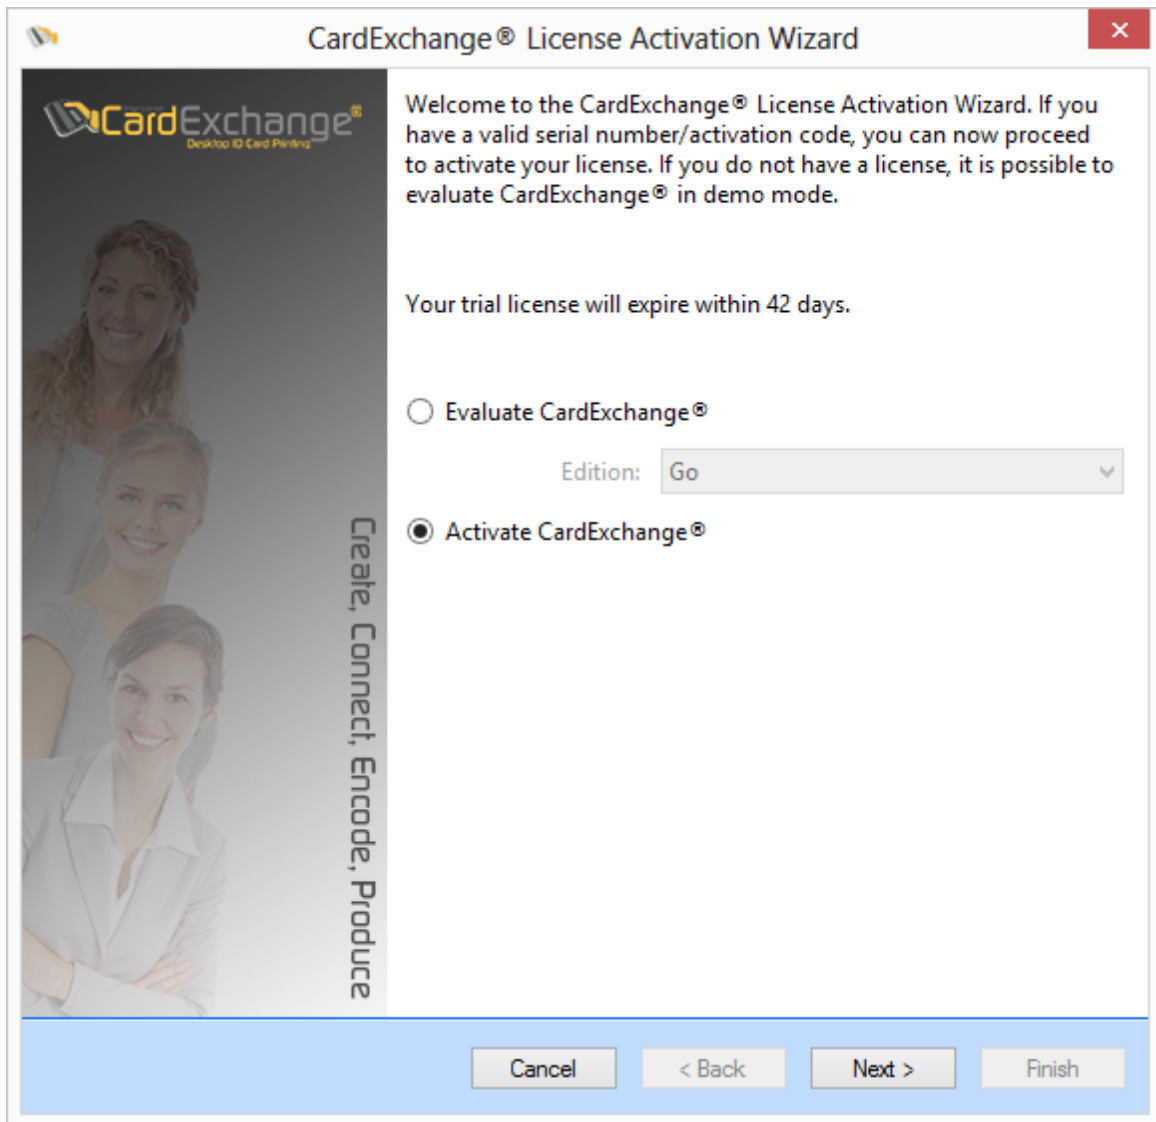 CardExchange® License Activation Wizard
CardExchange®
Desktop ID Card Printing
Create, Connect, Encode, Produce
Welcome to the CardExchange® License Activation Wizard. If you
have a valid serial number/activation code, you can now proceed
to activate your license. If you do not have a license, it is possible to
evaluate CardExchange® in demo mode.
Your trial license will expire within 42 days.
Evaluate CardExchange®
Edition: Go
Activate CardExchange®
Cancel < Back Next > Finish